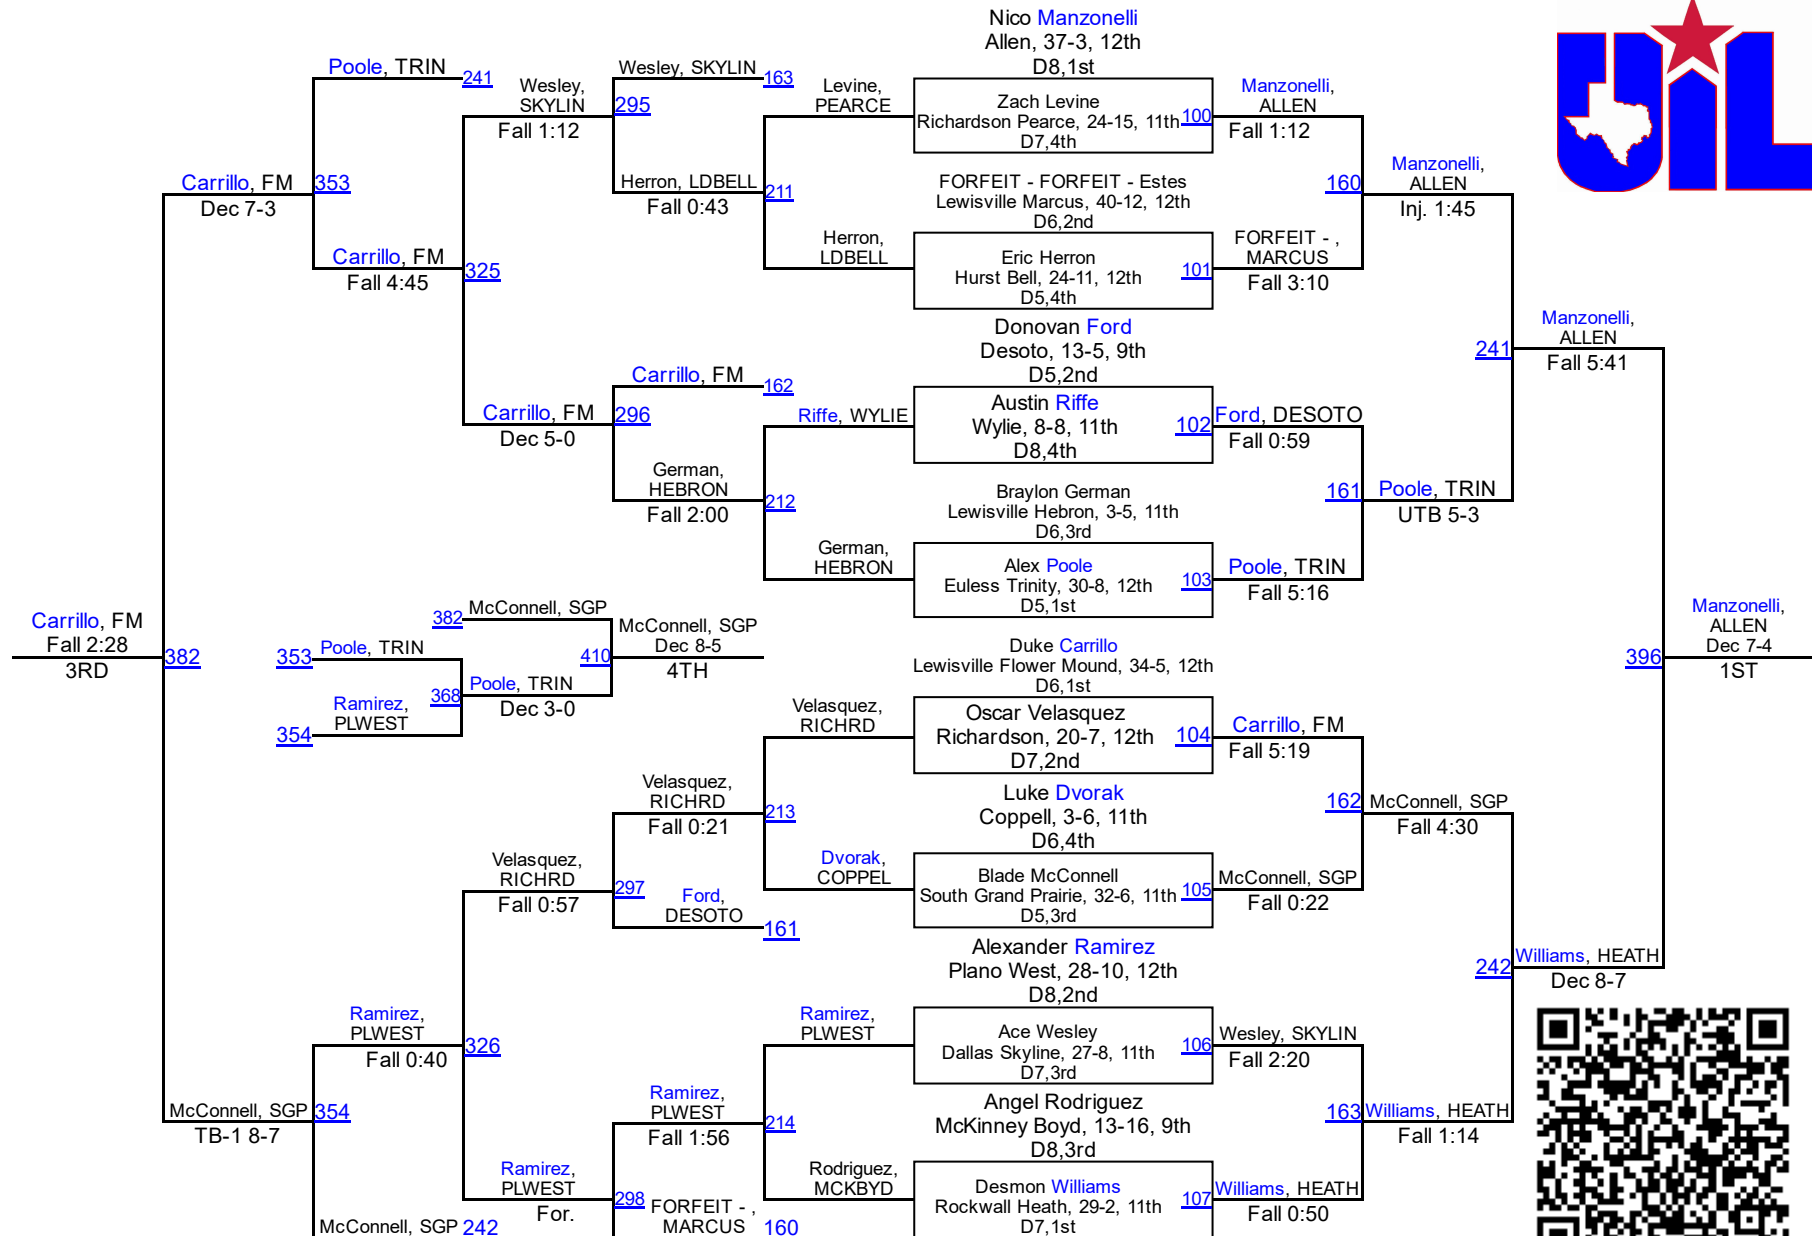 Nico Manzonelli
Allen, 37-3, 12th
D8,1st
UIL
Poole, TRIN
241
Wesley,
SKYLIN
Fall 1:12
Wesley, SKYLIN
163
295
Levine,
PEARCE
Zach Levine
Richardson Pearce, 24-15, 11th
D7,4th
100
Manzonelli,
ALLEN
Fall 1:12
Carrillo, FM
Dec 7-3
353
Herron, LDBELL
Fall 0:43
211
FORFEIT - FORFEIT - Estes
Lewisville Marcus, 40-12, 12th
D6,2nd
160
Manzonelli,
ALLEN
Inj. 1:45
Carrillo, FM
Fall 4:45
325
Herron,
LDBELL
Eric Herron
Hurst Bell, 24-11, 12th
D5,4th
101
FORFEIT - ,
MARCUS
Fall 3:10
Donovan Ford
Desoto, 13-5, 9th
D5,2nd
241
Manzonelli,
ALLEN
Fall 5:41
Carrillo, FM
162
Carrillo, FM
Dec 5-0
296
Riffe, WYLIE
Austin Riffe
Wylie, 8-8, 11th
D8,4th
102
Ford, DESOTO
Fall 0:59
German,
HEBRON
Fall 2:00
212
Braylon German
Lewisville Hebron, 3-5, 11th
D6,3rd
161
Poole, TRIN
UTB 5-3
German,
HEBRON
Alex Poole
Euless Trinity, 30-8, 12th
D5,1st
103
Poole, TRIN
Fall 5:16
Carrillo, FM
Fall 2:28
3RD
382
382
McConnell, SGP
353
Poole, TRIN
410
McConnell, SGP
Dec 8-5
4TH
368
Poole, TRIN
Dec 3-0
354
Ramirez,
PLWEST
Duke Carrillo
Lewisville Flower Mound, 34-5, 12th
D6,1st
396
Manzonelli,
ALLEN
Dec 7-4
1ST
Velasquez,
RICHRD
Oscar Velasquez
Richardson, 20-7, 12th
D7,2nd
104
Carrillo, FM
Fall 5:19
Velasquez,
RICHRD
Fall 0:21
213
Luke Dvorak
Coppell, 3-6, 11th
D6,4th
162
McConnell, SGP
Fall 4:30
Velasquez,
RICHRD
Fall 0:57
297
Ford,
DESOTO
161
Dvorak,
COPPEL
Blade McConnell
South Grand Prairie, 32-6, 11th
D5,3rd
105
McConnell, SGP
Fall 0:22
Alexander Ramirez
Plano West, 28-10, 12th
D8,2nd
242
Williams, HEATH
Dec 8-7
Ramirez,
PLWEST
Fall 0:40
326
Ramirez,
PLWEST
Ace Wesley
Dallas Skyline, 27-8, 11th
D7,3rd
106
Wesley, SKYLIN
Fall 2:20
McConnell, SGP
TB-1 8-7
354
Ramirez,
PLWEST
Fall 1:56
214
Angel Rodriguez
McKinney Boyd, 13-16, 9th
D8,3rd
163
Williams, HEATH
Fall 1:14
Ramirez,
PLWEST
For.
298
FORFEIT - ,
MARCUS
160
Rodriguez,
MCKBYD
Desmon Williams
Rockwall Heath, 29-2, 11th
D7,1st
107
Williams, HEATH
Fall 0:50
McConnell, SGP
242